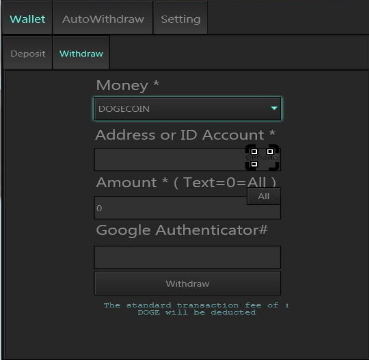 Wallet AutoWithdraw Setting
Deposit Withdraw
Money *
DOGECOIN
Address or ID Account *
Amount * ( Text=0=All )
All
0
Google Authenticator#
Withdraw
The standard transaction fee of
DOGE will be deducted